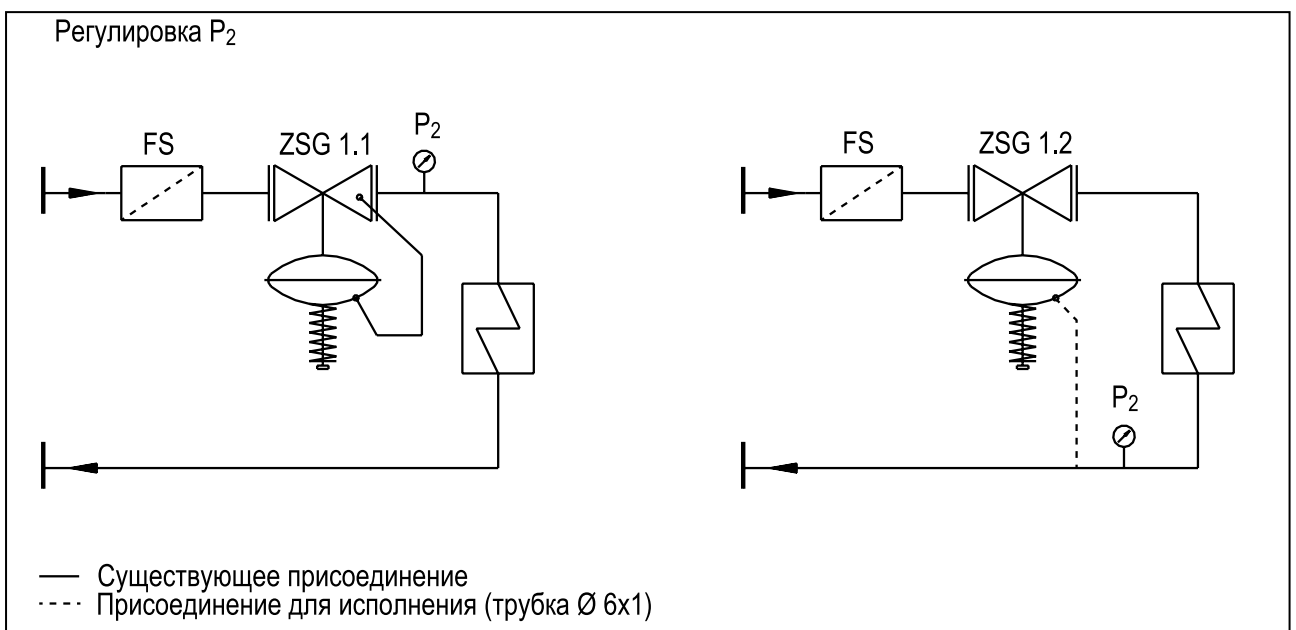 Регулировка P₂
FS
ZSG 1.1
P₂
FS
ZSG 1.2
P₂
Существующее присоединение
Присоединение для исполнения (трубка Ø 6x1)